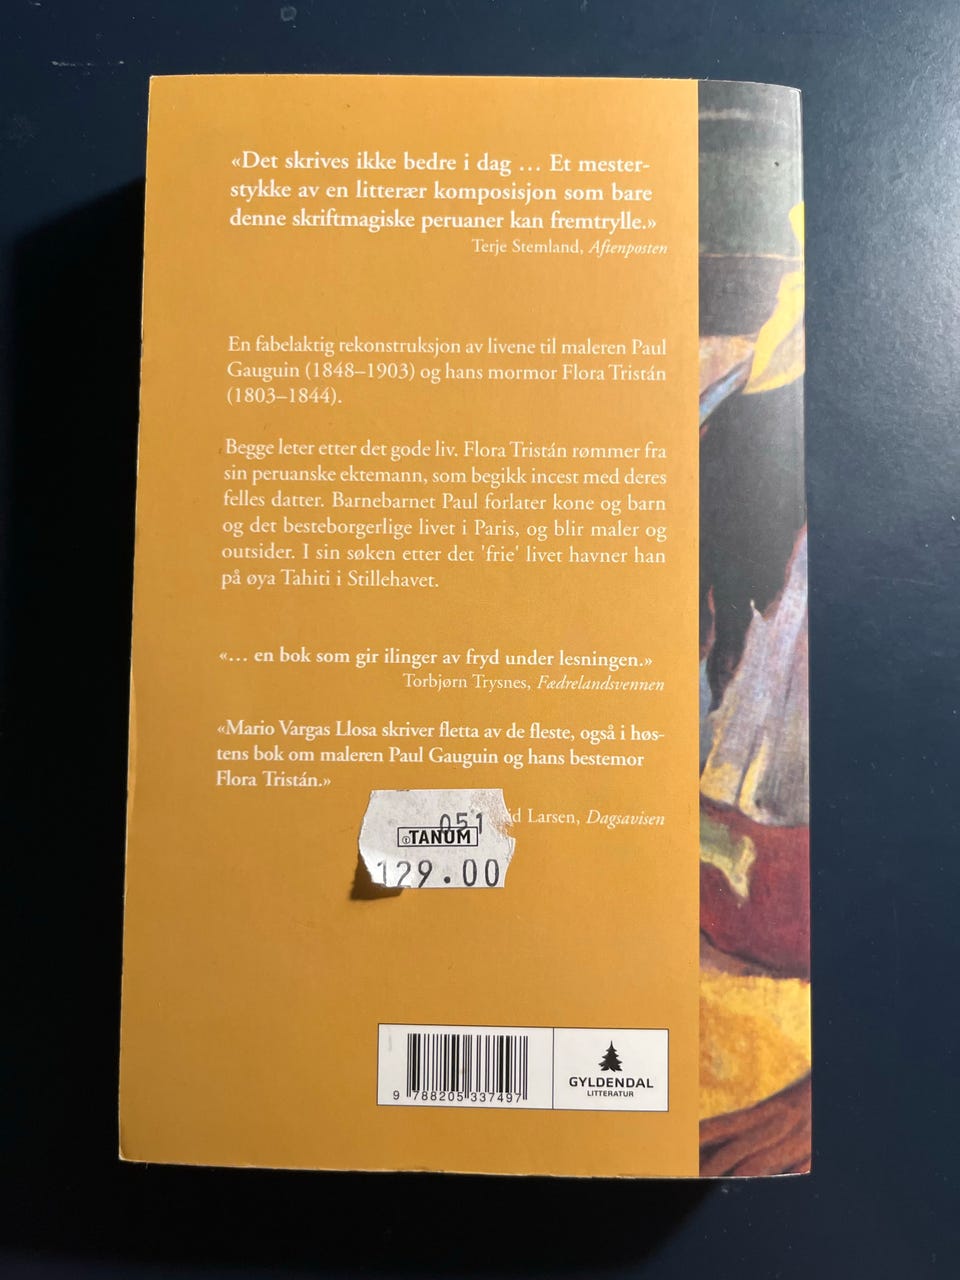 «Det skrives ikke bedre i dag … Et mester-
stykke av en litterær komposisjon som bare
denne skriftmagiske peruaner kan fremtrylle.»
Terje Stemland, Aftenposten
En fabelaktig rekonstruksjon av livene til maleren Paul
Gauguin (1848–1903) og hans mormor Flora Tristán
(1803–1844).
Begge leter etter det gode liv. Flora Tristán rømmer fra
sin peruanske ektemann, som begikk incest med deres
felles datter. Barnebarnet Paul forlater kone og barn
og det besteborgerlige livet i Paris, og blir maler og
outsider. I sin søken etter det 'frie' livet havner han
på øya Tahiti i Stillehavet.
«… en bok som gir ilinger av fryd under lesningen.»
Torbjørn Trysnes, Fædrelandsvennen
«Mario Vargas Llosa skriver fletta av de fleste, også i høs-
tens bok om maleren Paul Gauguin og hans bestemor
Flora Tristán.»
Larsen, Dagsavisen
051
TANUM
129.00
9 788205 337497
GYLDENDAL
LITTERATUR